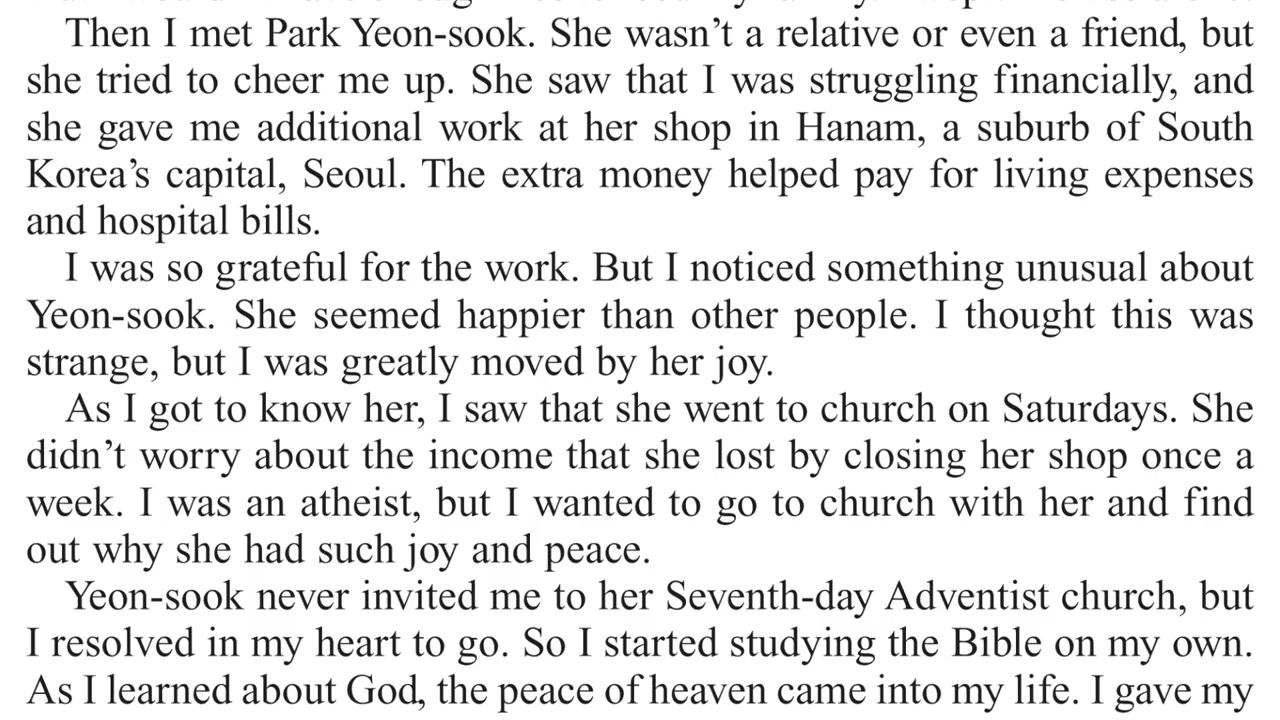 Then I met Park Yeon-sook. She wasn’t a relative or even a friend, but
she tried to cheer me up. She saw that I was struggling financially, and
she gave me additional work at her shop in Hanam, a suburb of South
Korea’s capital, Seoul. The extra money helped pay for living expenses
and hospital bills.
I was so grateful for the work. But I noticed something unusual about
Yeon-sook. She seemed happier than other people. I thought this was
strange, but I was greatly moved by her joy.
As I got to know her, I saw that she went to church on Saturdays. She
didn’t worry about the income that she lost by closing her shop once a
week. I was an atheist, but I wanted to go to church with her and find
out why she had such joy and peace.
Yeon-sook never invited me to her Seventh-day Adventist church, but
I resolved in my heart to go. So I started studying the Bible on my own.
As I learned about God, the peace of heaven came into my life. I gave my